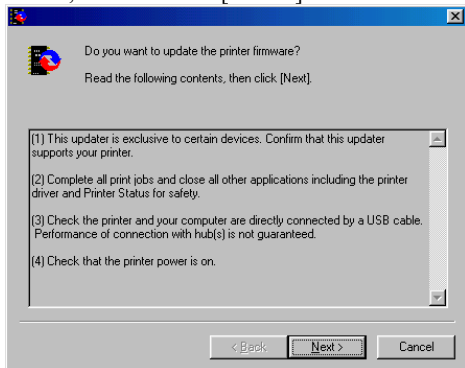 Do you want to update the printer firmware?
Read the following contents, then click [Next].
(1) This updater is exclusive to certain devices. Confirm that this updater
supports your printer.
(2) Complete all print jobs and close all other applications including the printer
driver and Printer Status for safety.
(3) Check the printer and your computer are directly connected by a USB cable.
Performance of connection with hub(s) is not guaranteed.
(4) Check that the printer power is on.
< Back Next > Cancel